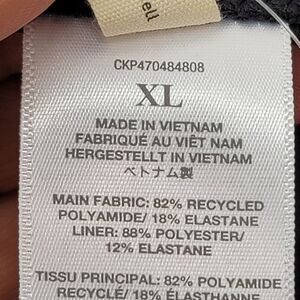 ell
CKP470484808
XL
MADE IN VIETNAM
FABRIQUÉ AU VIÊT NAM
HERGESTELLT IN VIETNAM
ベトナム製
MAIN FABRIC: 82% RECYCLED
POLYAMIDE/ 18% ELASTANE
LINER: 88% POLYESTER/
12% ELASTANE
TISSU PRINCIPAL: 82% POLYAMIDE
RECYCLÉ/ 18% ÉLASTHANNE